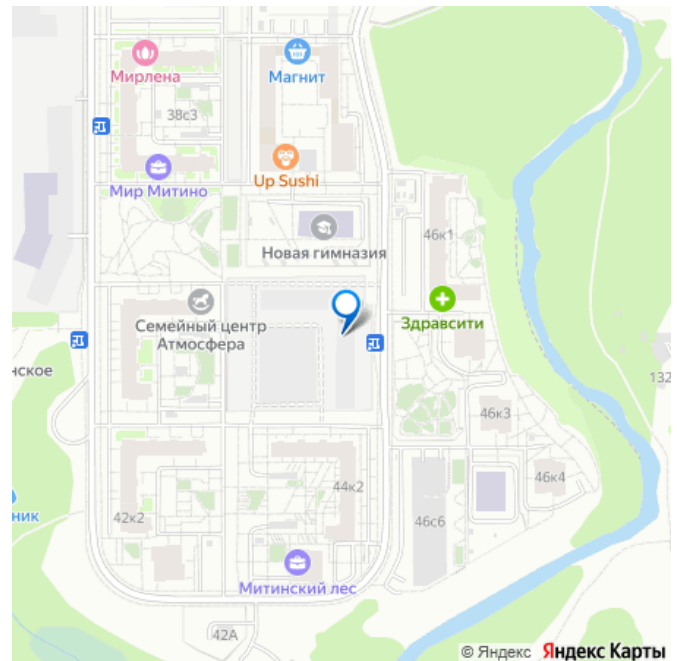 Мирлена
Магнит
38с3
Мир Митино
Up Sushi
46к1
Новая гимназия
Здравсити
Семейный центр
Атмосфера
нское
132
46к3
44к2
46к4
ник
42к2
46с6
Митинский лес
42А
© Яндекс Яндекс Карты